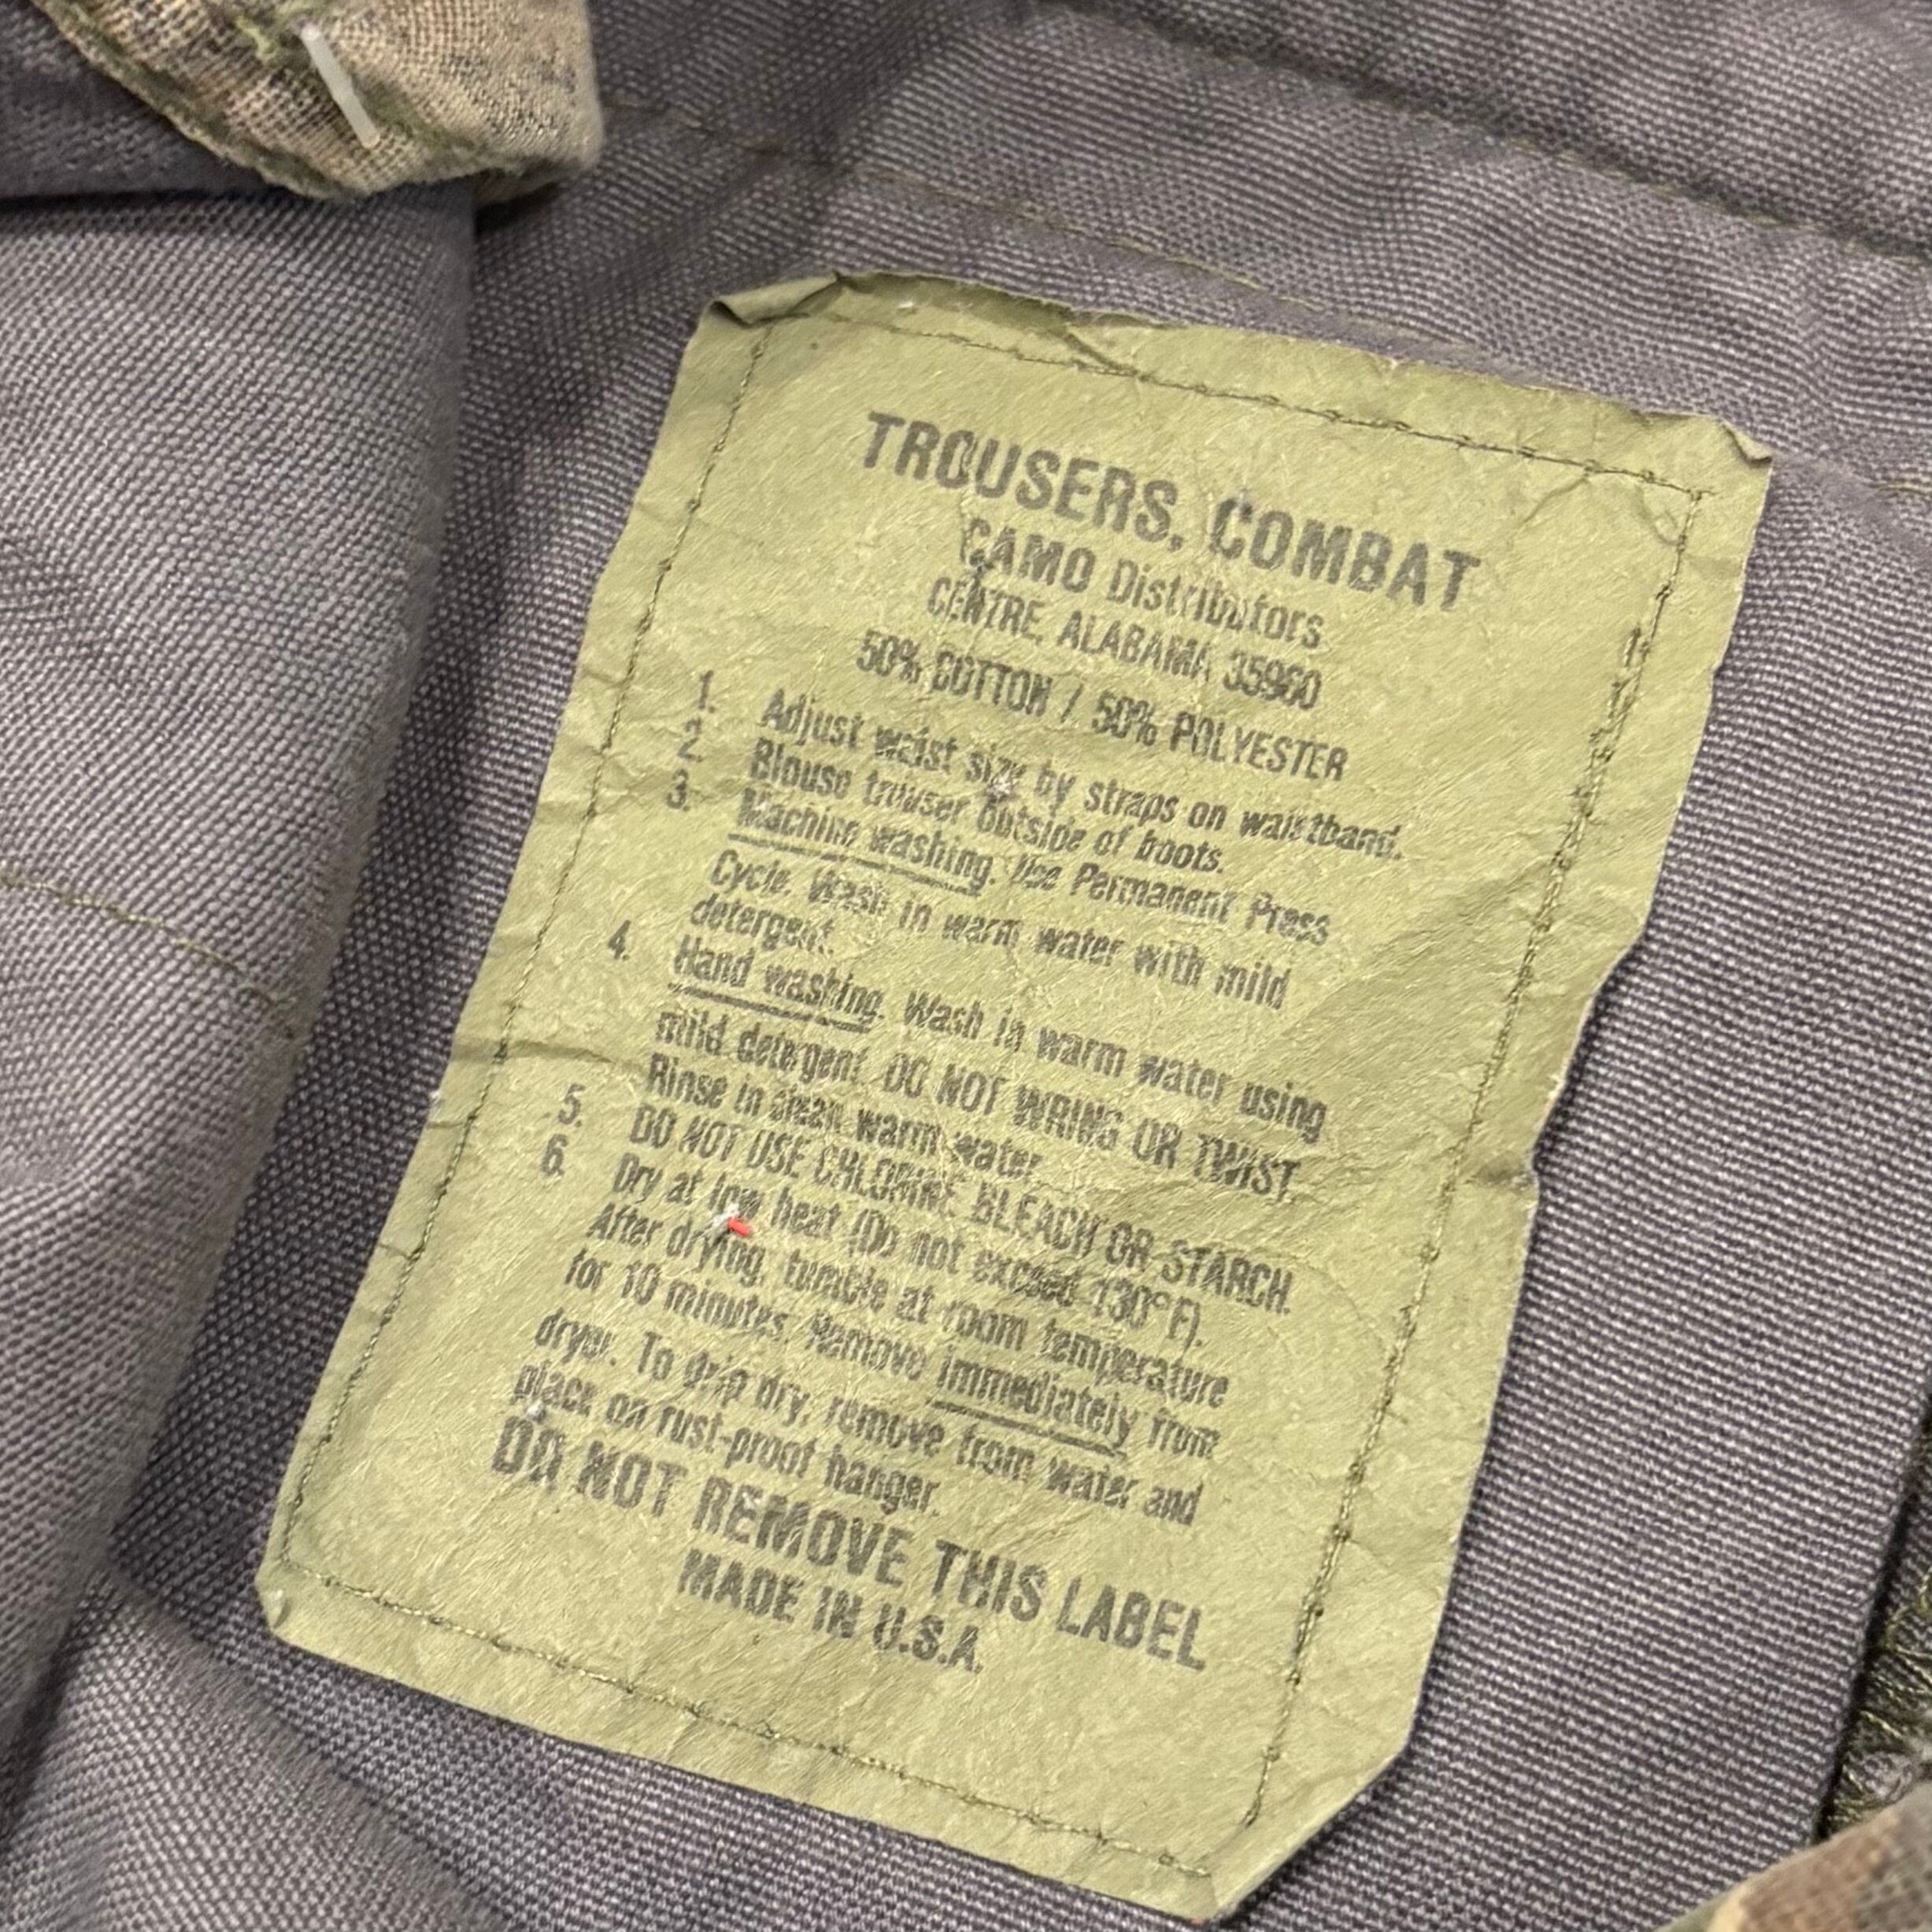 TROUSERS, COMBAT
CAMO Distributors
CENTRE, ALABAMA 35960
50% COTTON / 50% POLYESTER
1. Adjust waist size by straps on waistband.
2. Blouse trouser outside of boots.
3. Machine washing. Use Permanent Press
Cycle. Wash in warm water with mild
detergent.
4. Hand washing. Wash in warm water using
mild detergent. DO NOT WRING OR TWIST.
Rinse in clean warm water.
5. DO NOT USE CHLORINE BLEACH OR STARCH.
6. Dry at low heat (Do not exceed 130° F).
After drying, tumble at room temperature
for 10 minutes. Remove immediately from
dryer. To drip dry, remove from water and
place on rust-proof hanger.
DO NOT REMOVE THIS LABEL
MADE IN U.S.A.